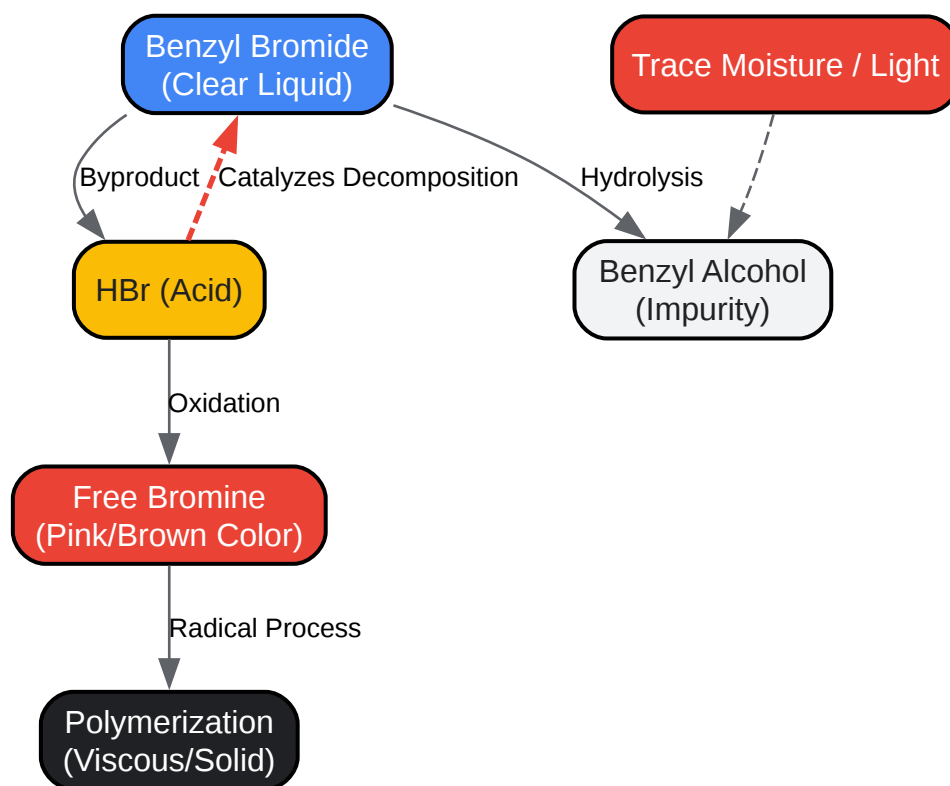 Benzyl Bromide
(Clear Liquid)
Trace Moisture / Light
Byproduct
Catalyzes Decomposition
Hydrolysis
HBr (Acid)
Benzyl Alcohol
(Impurity)
Oxidation
Free Bromine
(Pink/Brown Color)
Radical Process
Polymerization
(Viscous/Solid)